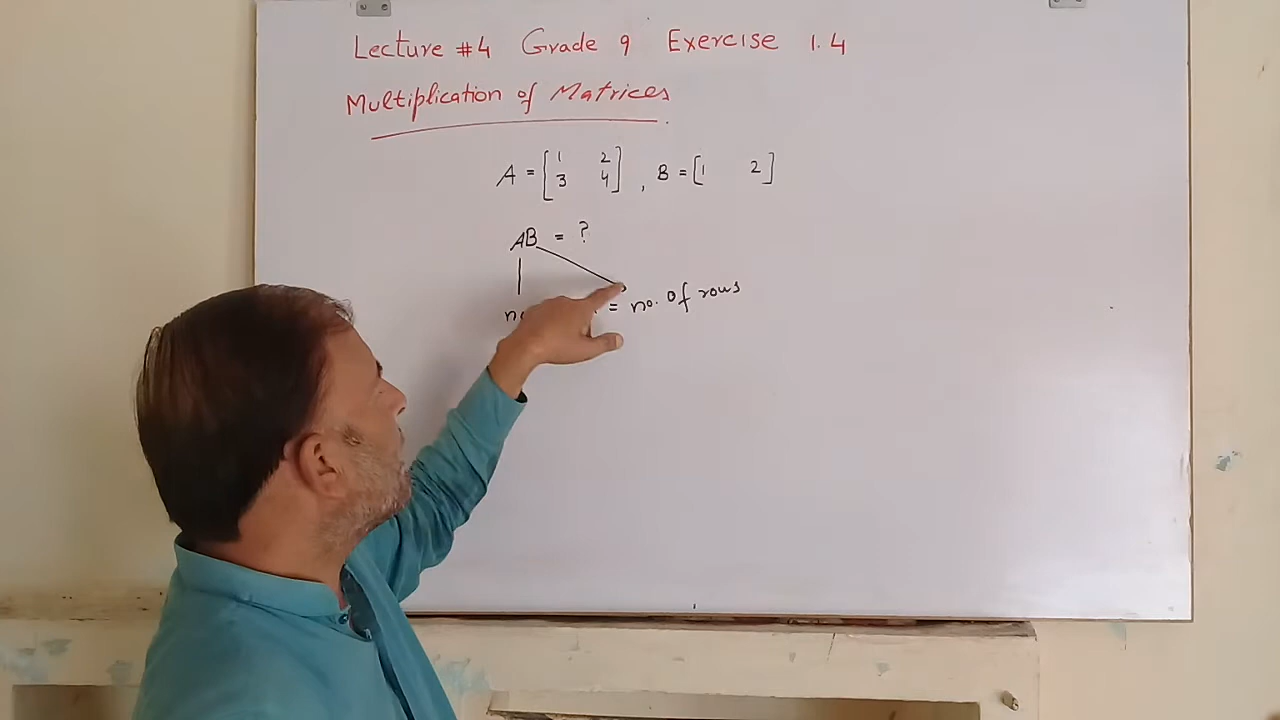 Lecture #4 Grade 9 Exercise 1.4
Multiplication of Matrices.
A = [1 2
3 4], B = [1 2]
AB = ?
= no. of rows